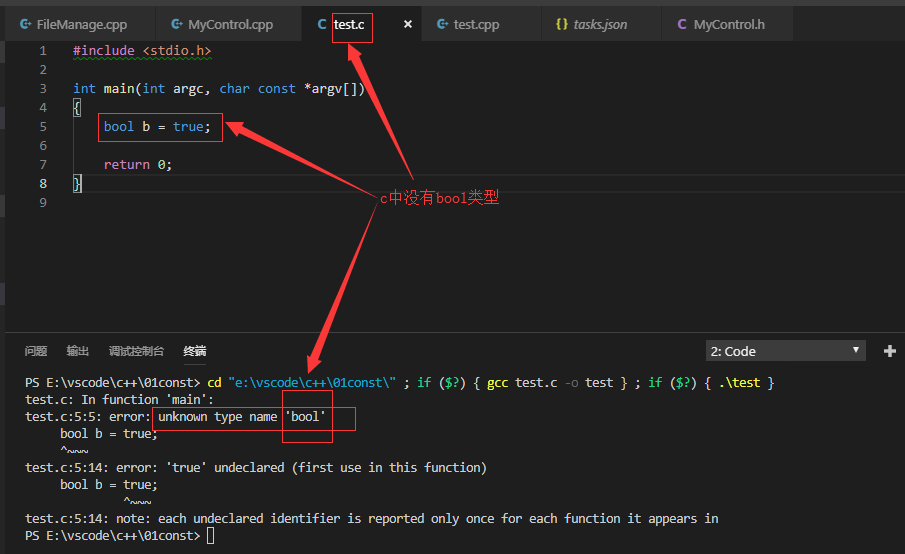 FileManage.cpp MyControl.cpp test.c test.cpp tasks.json MyControl.h
1 #include <stdio.h>
2
3 int main(int argc, char const *argv[])
4 {
5 bool b = true;
6
7 return 0;
8 }
9
c中没有bool类型
问题 输出 调试控制台 终端 2: Code
PS E:\vscode\c++\01const> cd "e:\vscode\c++\01const\" ; if ($?) { gcc test.c -o test } ; if ($?) { .\test }
test.c: In function 'main':
test.c:5:5: error: unknown type name 'bool'
bool b = true;
^~~~
test.c:5:14: error: 'true' undeclared (first use in this function)
bool b = true;
^~~~
test.c:5:14: note: each undeclared identifier is reported only once for each function it appears in
PS E:\vscode\c++\01const>